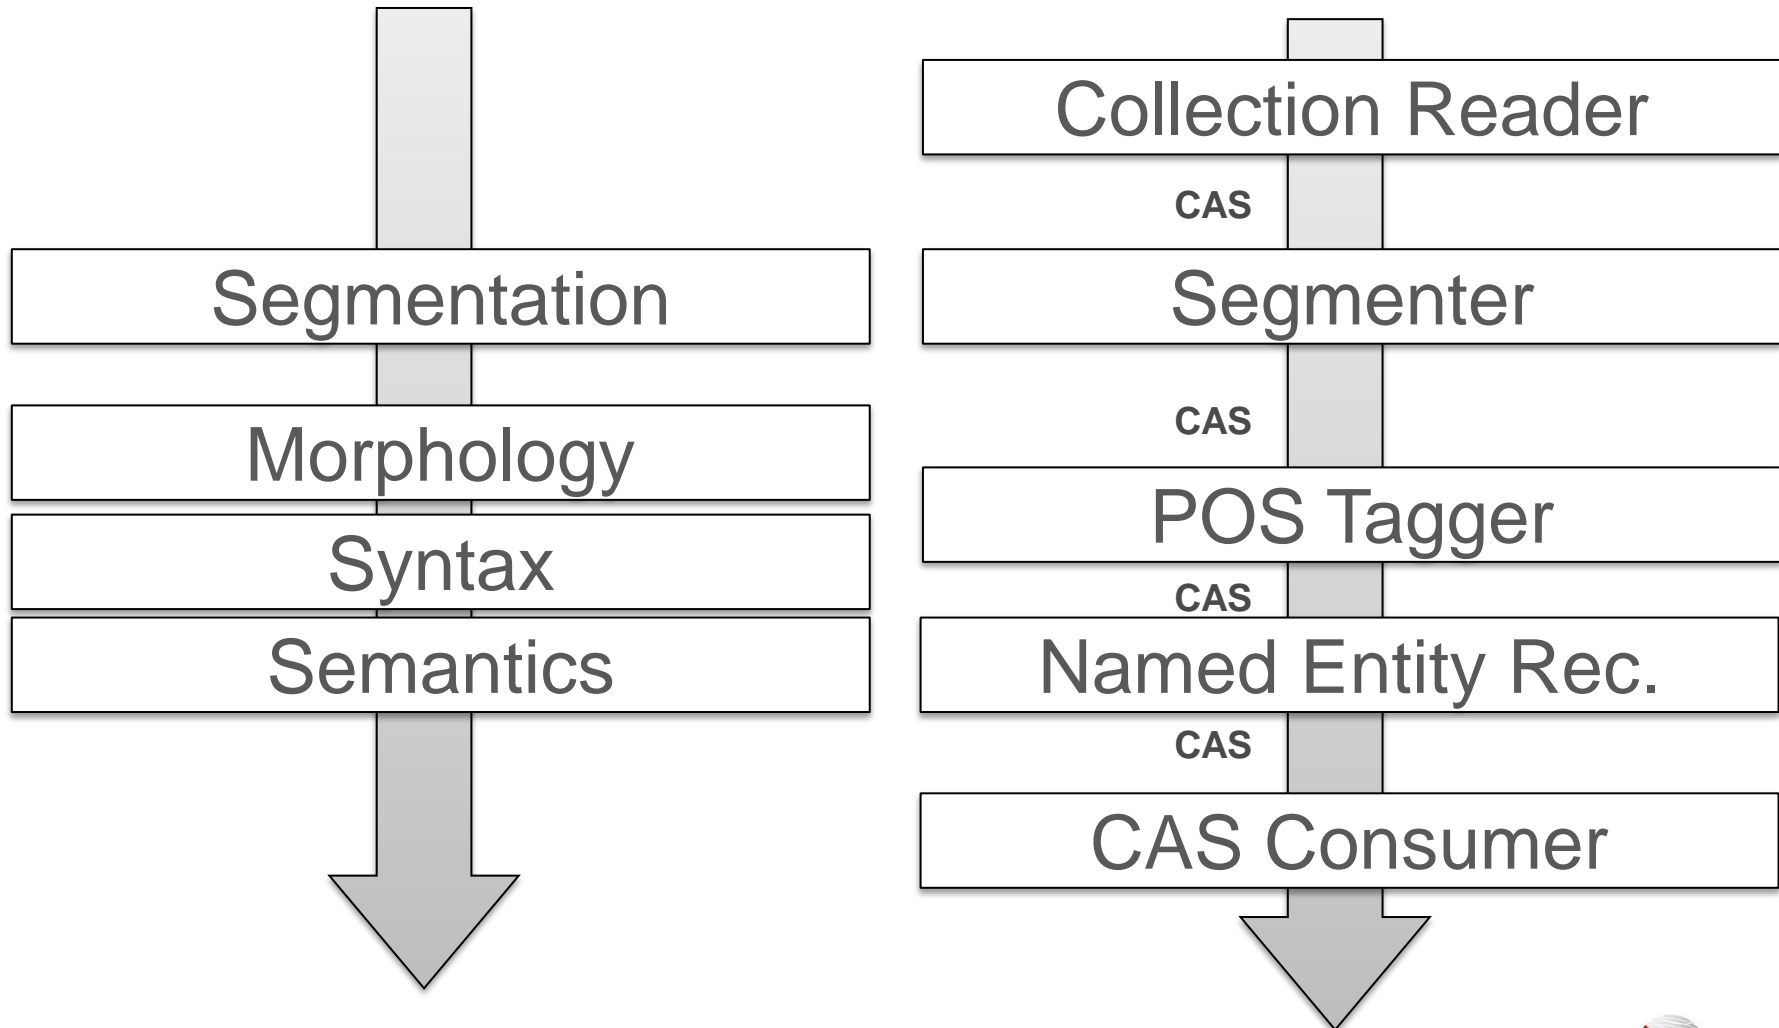 Segmentation
Morphology
Syntax
Semantics
Collection Reader
CAS
Segmenter
CAS
POS Tagger
CAS
Named Entity Rec.
CAS
CAS Consumer